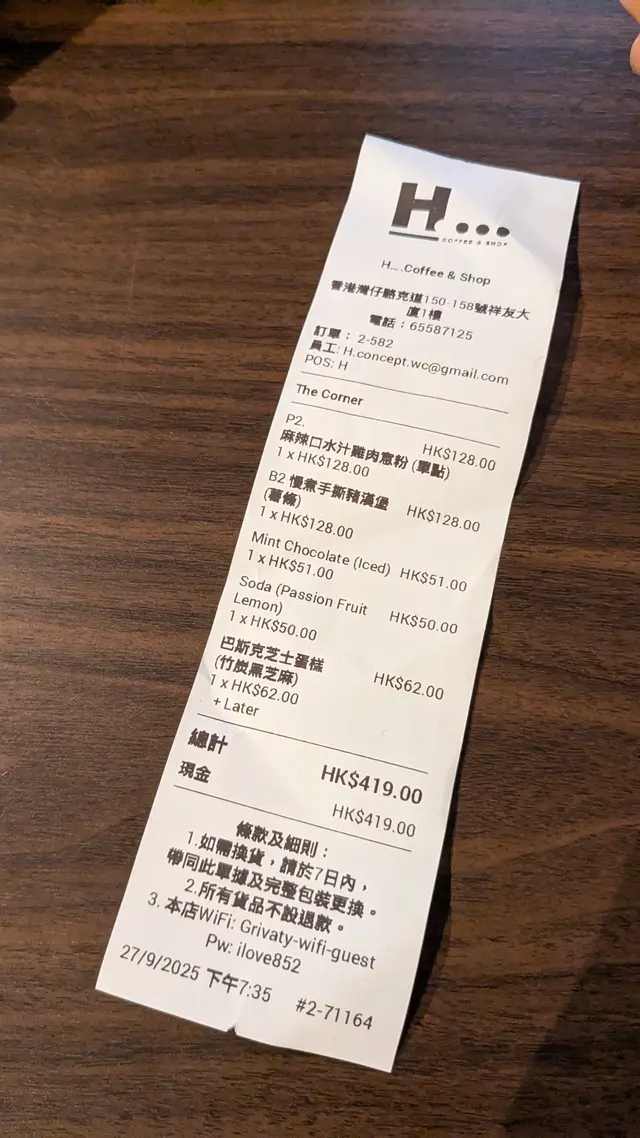 H...
COFFEE & SHOP
H....Coffee & Shop
香港灣仔駱克道150-158號祥友大
廈1樓
電話：65587125
訂單： 2-582
員工: H.concept.wc@gmail.com
POS: H
The Corner
P2.
麻辣口水汁雞肉意粉 (單點) HK$128.00
1 x HK$128.00
B2 慢煮手撕豬漢堡
(薯條) HK$128.00
1 x HK$128.00
Mint Chocolate (Iced) HK$51.00
1 x HK$51.00
Soda (Passion Fruit
Lemon) HK$50.00
1 x HK$50.00
巴斯克芝士蛋糕
(竹炭黑芝麻) HK$62.00
1 x HK$62.00
+ Later
總計 HK$419.00
現金 HK$419.00
條款及細則：
1.如需換貨，請於7日內，
帶同此單據及完整包裝更換。
2.所有貨品不設退款。
3. 本店WiFi: Grivaty-wifi-guest
Pw: ilove852
27/9/2025 下午7:35 #2-71164